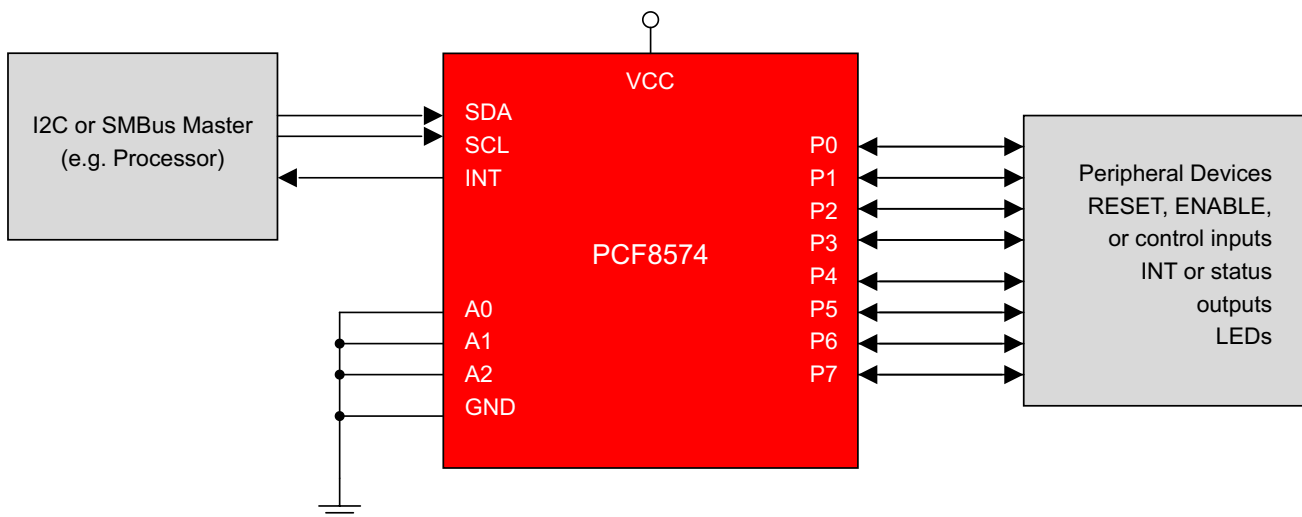 I2C or SMBus Master
(e.g. Processor)
VCC
SDA
SCL
INT
A0
A1
A2
GND
PCF8574
P0
P1
P2
P3
P4
P5
P6
P7
Peripheral Devices
RESET, ENABLE,
or control inputs
INT or status
outputs
LEDs